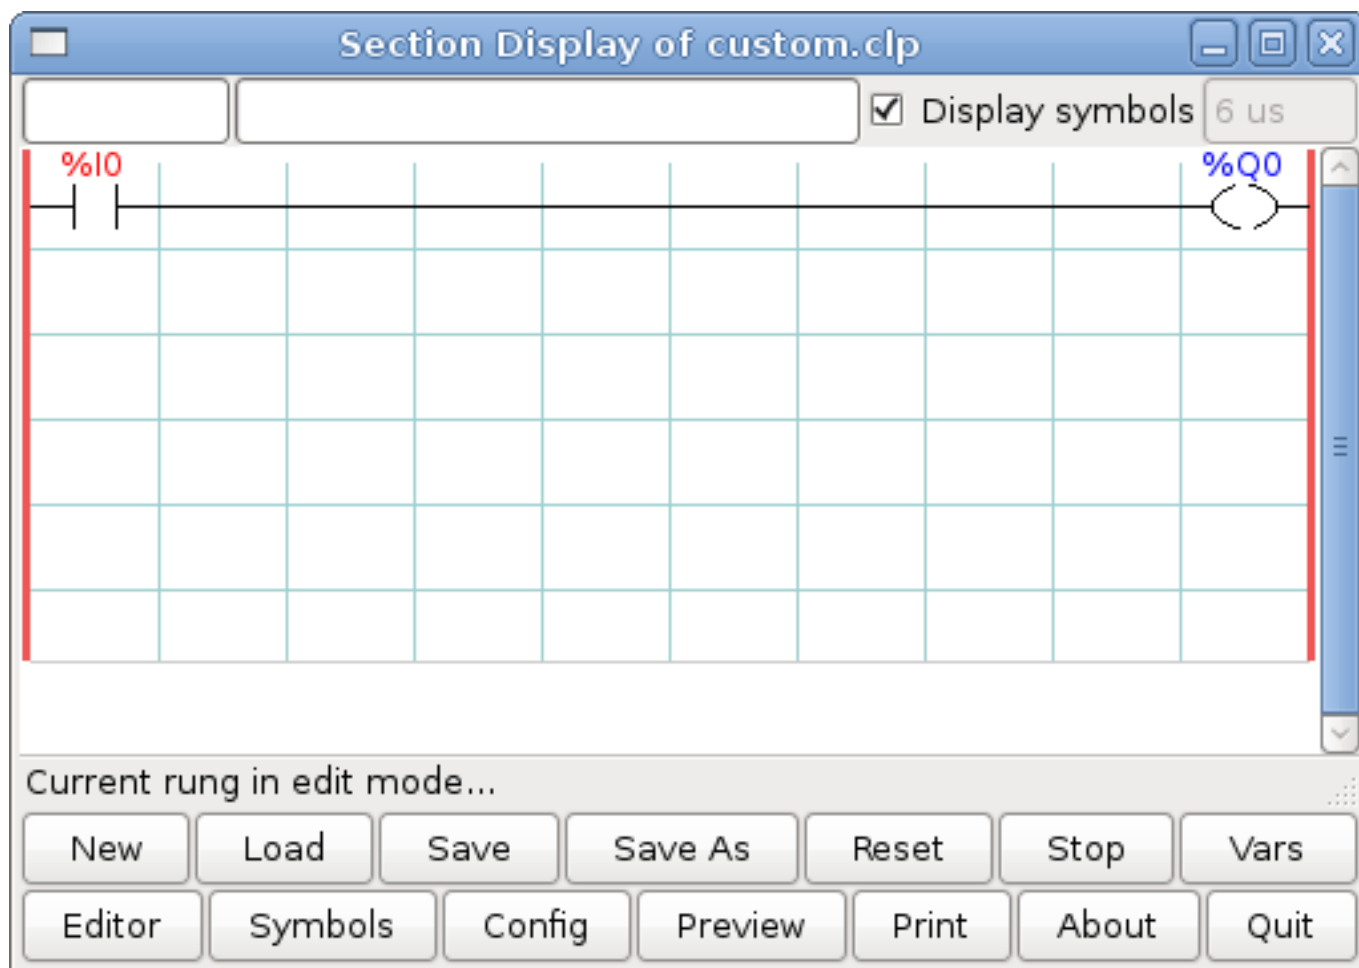 Section Display of custom.clp
Display symbols 6 us
%I0 %Q0
Current rung in edit mode...
New Load Save Save As Reset Stop Vars
Editor Symbols Config Preview Print About Quit